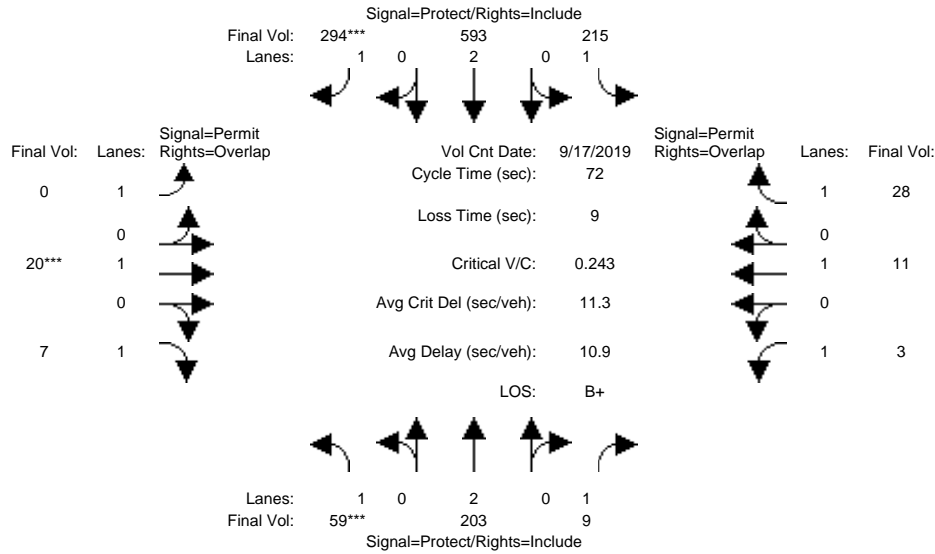 Signal=Protect/Rights=Include
Final Vol: 294*** 593 215
Lanes: 1 0 2 0 1
Signal=Permit Signal=Permit
Final Vol: Lanes: Rights=Overlap Vol Cnt Date: 9/17/2019 Rights=Overlap Lanes: Final Vol:
Cycle Time (sec): 72
0 1 1 28
Loss Time (sec): 9
0 0
20*** 1 Critical V/C: 0.243 1 11
0 Avg Crit Del (sec/veh): 11.3 0
7 1 Avg Delay (sec/veh): 10.9 1 3
LOS: B+
Lanes: 1 0 2 0 1
Final Vol: 59*** 203 9
Signal=Protect/Rights=Include